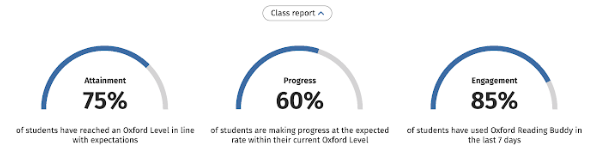 Class report
Attainment
75%
of students have reached an Oxford Level in line
with expectations
Progress
60%
of students are making progress at the expected
rate within their current Oxford Level
Engagement
85%
of students have used Oxford Reading Buddy in
the last 7 days